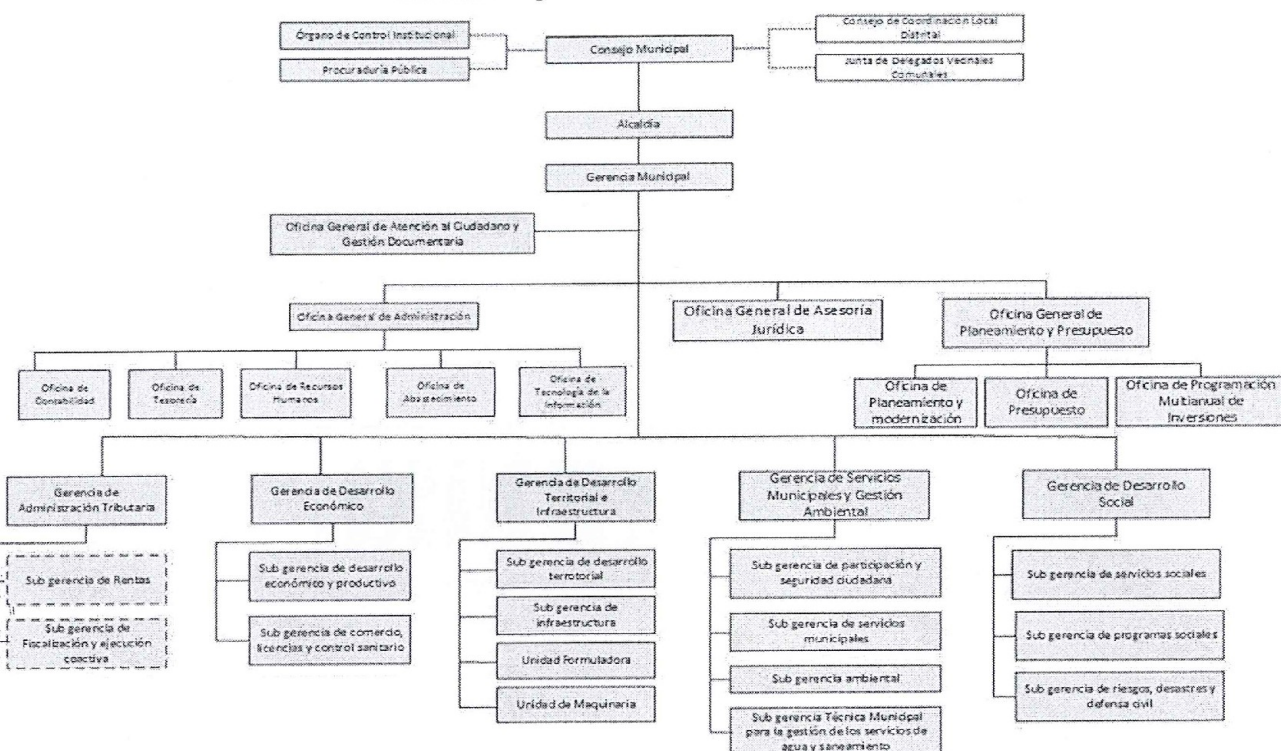 Órgano de Control Institucional
Procuraduría Pública
Consejo Municipal
Consejo de Coordinación Local
Distrital
Junta de Delegados Vecinales
Comunales
Alcaldía
Gerencia Municipal
Oficina General de Atención al Ciudadano y
Gestión Documentaria
Oficina General de Administración
Oficina General de Asesoría
Jurídica
Oficina General de
Planeamiento y Presupuesto
Oficina de
Contabilidad
Oficina de
Tesorería
Oficina de Recursos
Humanos
Oficina de
Abastecimiento
Oficina de
Tecnología de la
Información
Oficina de
Planeamiento y
modernización
Oficina de
Presupuesto
Oficina de Programación
Multianual de
Inversiones
Gerencia de
Administración Tributaria
Gerencia de Desarrollo
Económico
Gerencia de Desarrollo
Territorial e
Infraestructura
Gerencia de Servicios
Municipales y Gestión
Ambiental
Gerencia de Desarrollo
Social
Sub gerencia de Rentas
Sub gerencia de
Fiscalización y ejecución
coactiva
Sub gerencia de desarrollo
económico y productivo
Sub gerencia de comercio,
licencias y control sanitario
Sub gerencia de desarrollo
terrotorial
Sub gerencia de
infraestructura
Unidad Formuladora
Unidad de Maquinaria
Sub gerencia de participación y
seguridad ciudadana
Sub gerencia de servicios
municipales
Sub gerencia ambiental
Sub gerencia Técnica Municipal
para la gestión de los servicios de
agua y saneamiento
Sub gerencia de servicios sociales
Sub gerencia de programas sociales
Sub gerencia de riesgos, desastres y
defensa civil